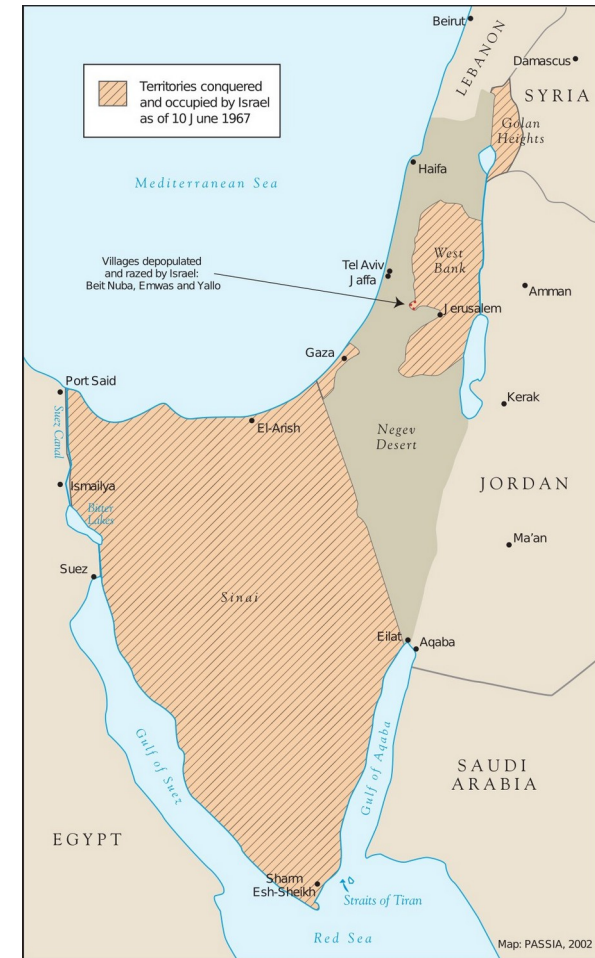 Beirut
LEBANON
Damascus
SYRIA
Territories conquered
and occupied by Israel
as of 10 June 1967
Golan
Heights
Haifa
Mediterranean Sea
West
Bank
Villages depopulated
and razed by Israel:
Beit Nuba, Emwas and Yallo
Tel Aviv
Jaffa
Amman
Jerusalem
Gaza
Port Said
Kerak
El-Arish
Suez Canal
Negev
Desert
Ismailya
JORDAN
Bitter
Lakes
Ma'an
Suez
Sinai
Eilat
Aqaba
Gulf of Suez
Gulf of Aqaba
SAUDI
ARABIA
EGYPT
Sharm
Esh-Sheikh
Straits of Tiran
Red Sea
Map: PASSIA, 2002